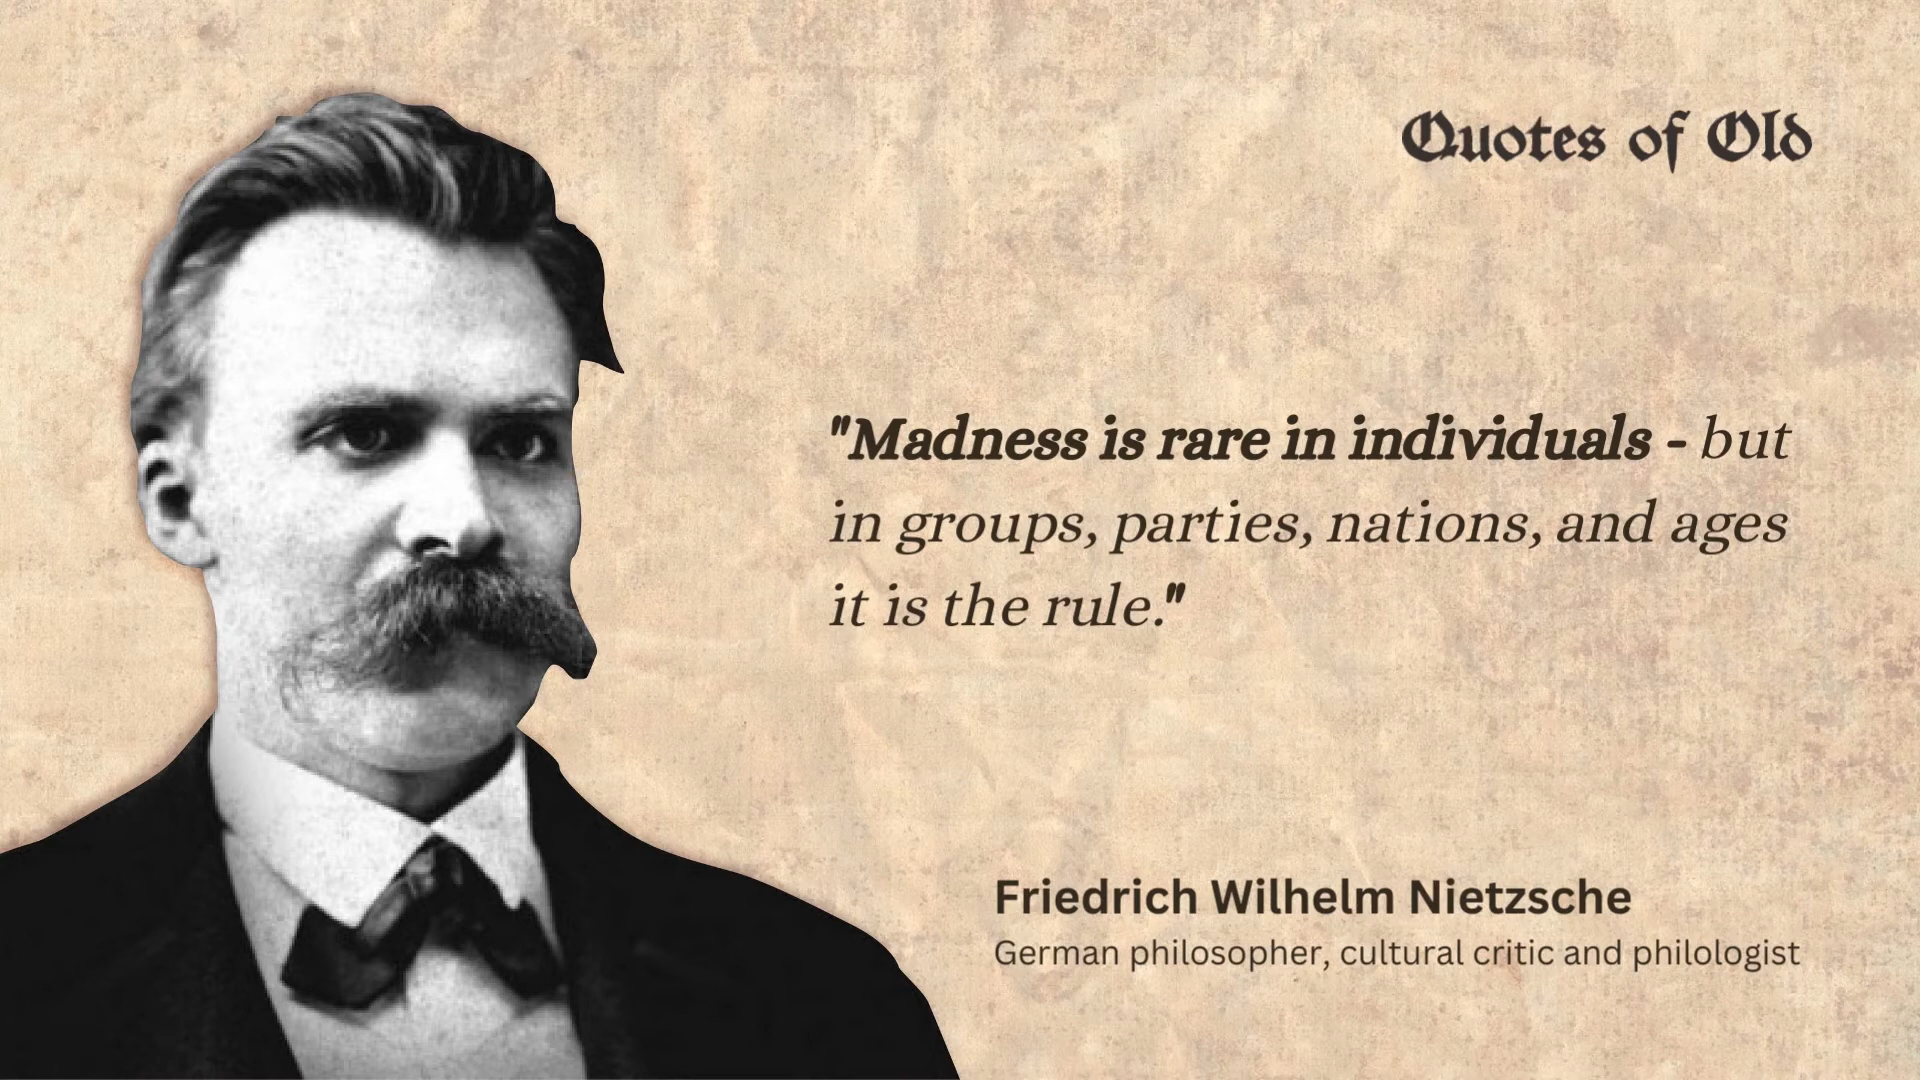 Quotes of Old
"Madness is rare in individuals - but
in groups, parties, nations, and ages
it is the rule."
Friedrich Wilhelm Nietzsche
German philosopher, cultural critic and philologist